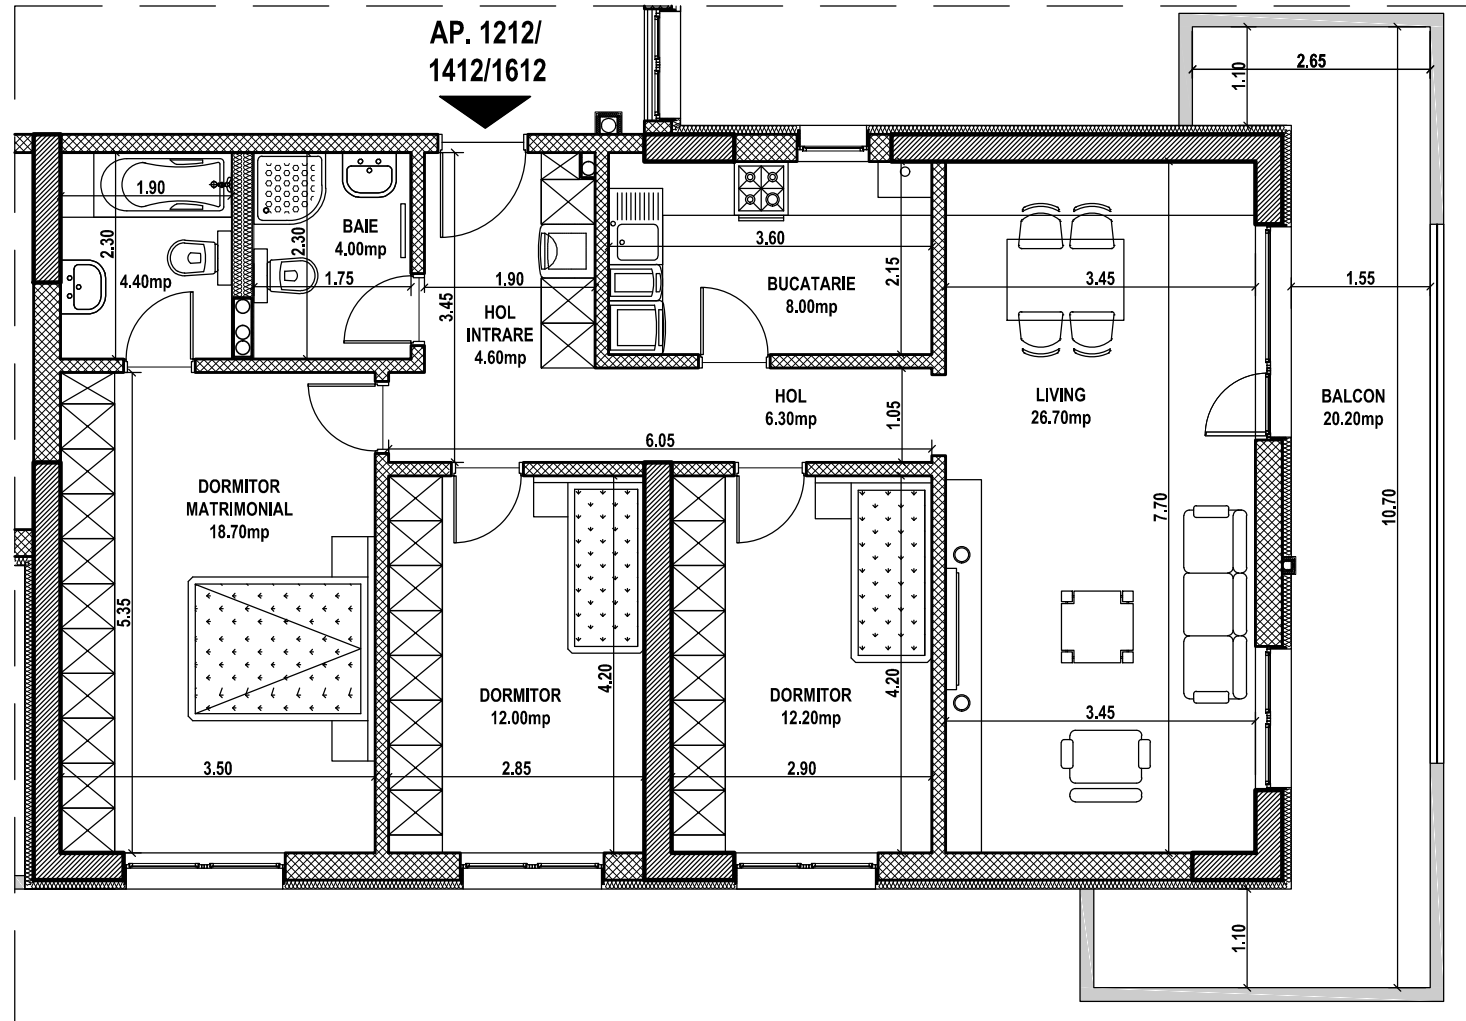 AP. 1212/
1412/1612
1.10
2.65
1.90
2.30
4.40mp
BAIE
4.00mp
2.30
1.75
3.45
1.90
HOL
INTRARE
4.60mp
3.60
2.15
BUCATARIE
8.00mp
3.45
1.55
HOL
6.30mp
1.05
6.05
LIVING
26.70mp
BALCON
20.20mp
DORMITOR
MATRIMONIAL
18.70mp
5.35
3.50
7.70
10.70
DORMITOR
12.00mp
4.20
2.85
DORMITOR
12.20mp
4.20
2.90
3.45
1.10